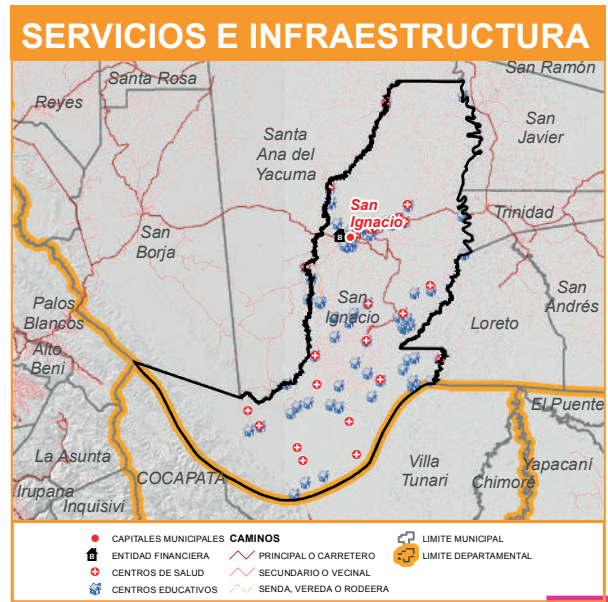 SERVICIOS E INFRAESTRUCTURA
Santa Rosa
San Ramón
Reyes
San
Javier
Santa
Ana del
Yacuma
San
Ignacio
Trinidad
San
Borja
B
San
Andrés
San
Ignacio
Palos
Blancos
Loreto
Alto
Beni
El Puente
La Asunta
Villa
Tunari
Yapacaní
COCAPATA
Chimoré
Irupana
Inquisivi
CAPITALES MUNICIPALES
B ENTIDAD FINANCIERA
CENTROS DE SALUD
CENTROS EDUCATIVOS
CAMINOS
PRINCIPAL O CARRETERO
SECUNDARIO O VECINAL
SENDA, VEREDA O RODEERA
LIMITE MUNICIPAL
LIMITE DEPARTAMENTAL